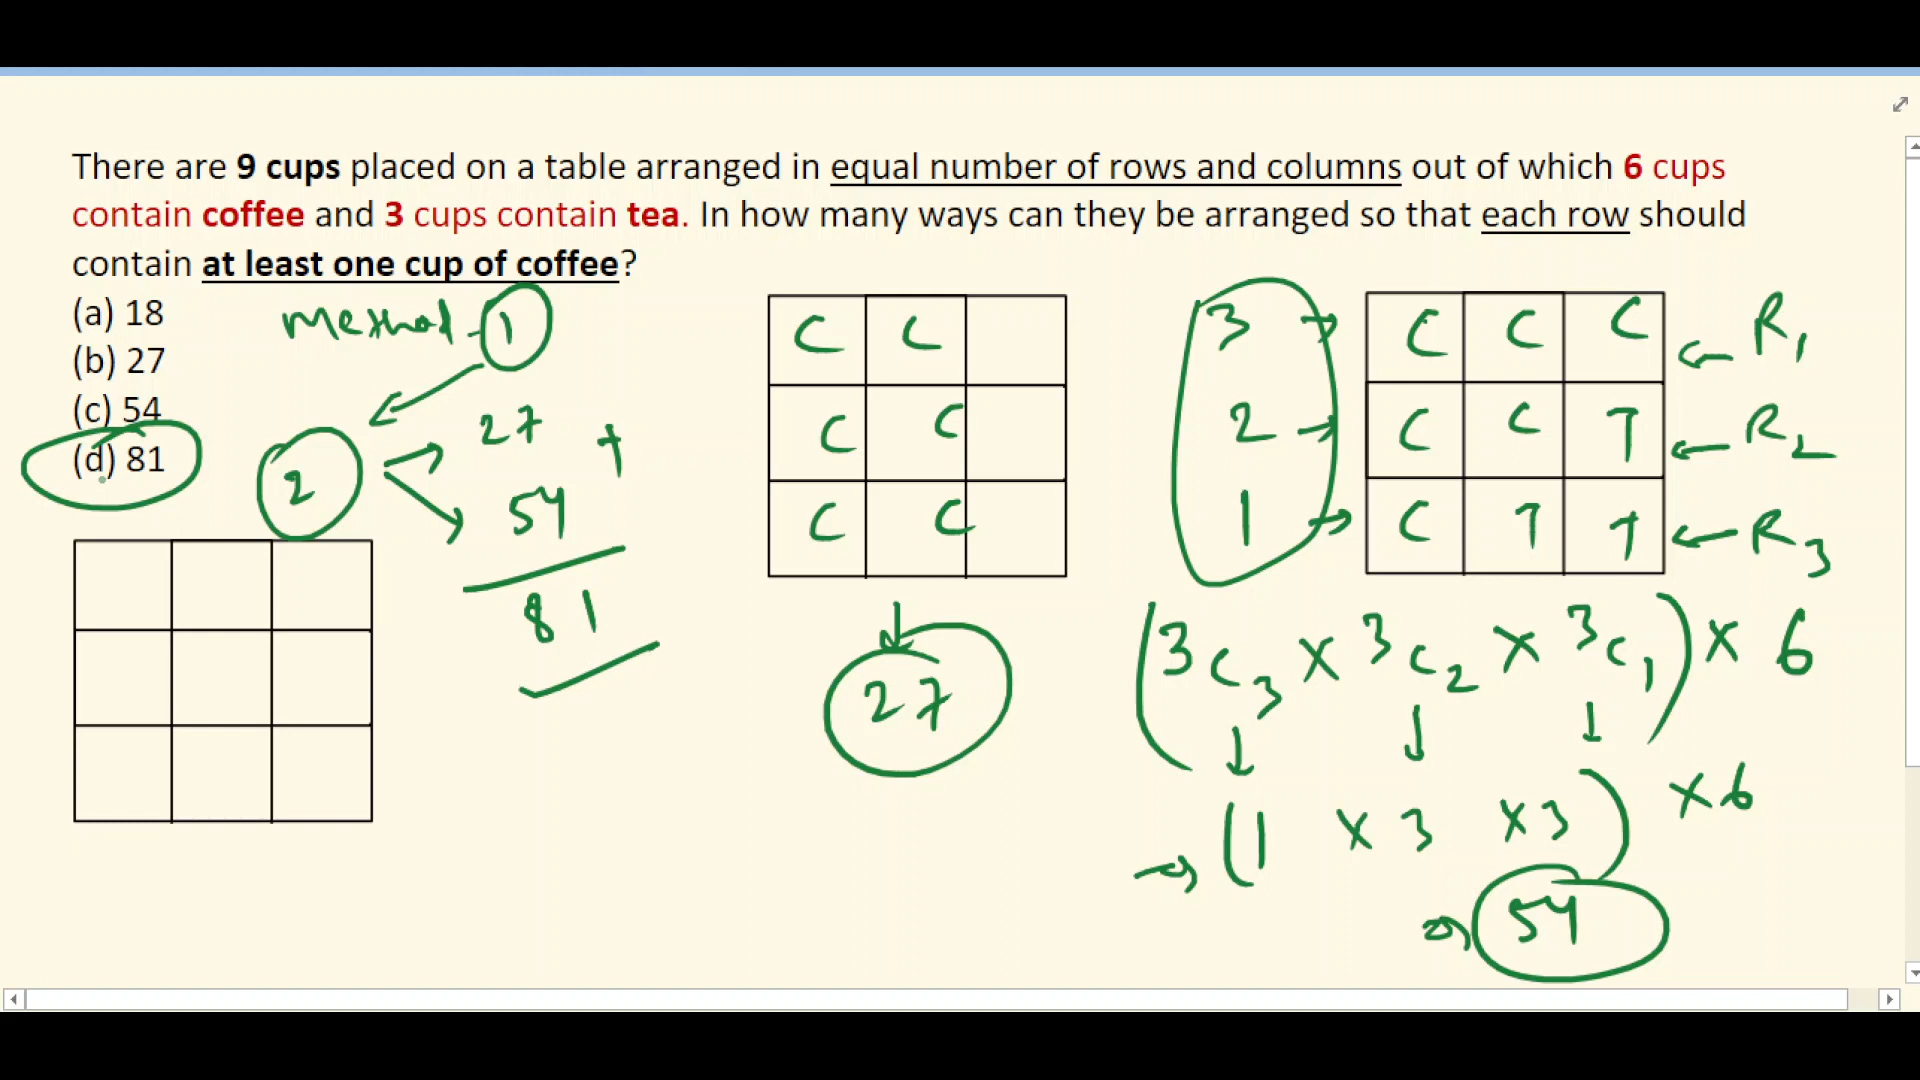 There are 9 cups placed on a table arranged in equal number of rows and columns out of which 6 cups
contain coffee and 3 cups contain tea. In how many ways can they be arranged so that each row should
contain at least one cup of coffee?
(a) 18
(b) 27
(c) 54
(d) 81
Method - 1
2
27 +
54
81
C C
C C
C C
27
3 → C C C ← R1
2 → C C T ← R2
1 → C T T ← R3
(3C3 × 3C2 × 3C1) × 6
→ (1 × 3 × 3) × 6
54